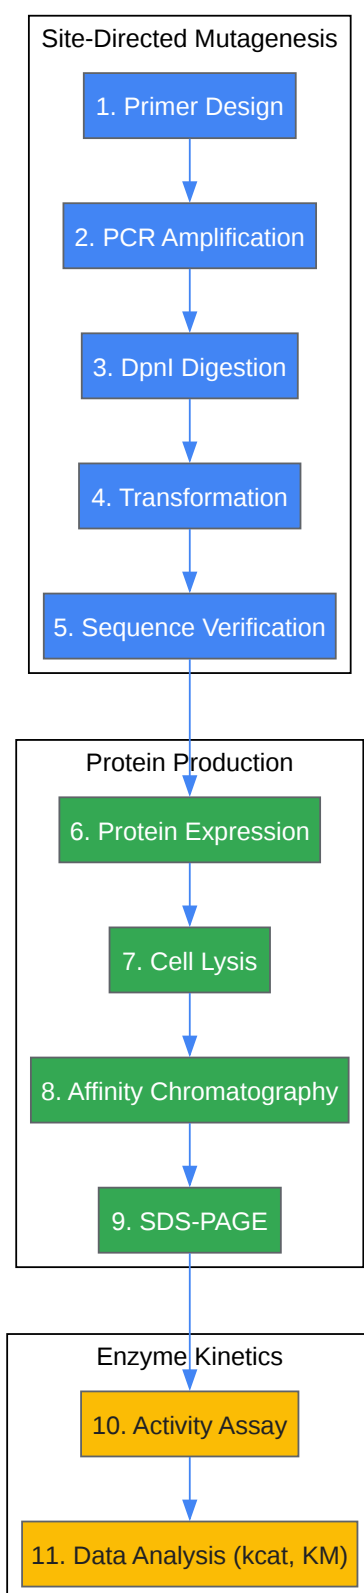 Site-Directed Mutagenesis
1. Primer Design
2. PCR Amplification
3. DpnI Digestion
4. Transformation
5. Sequence Verification
Protein Production
6. Protein Expression
7. Cell Lysis
8. Affinity Chromatography
9. SDS-PAGE
Enzyme Kinetics
10. Activity Assay
11. Data Analysis (kcat, KM)